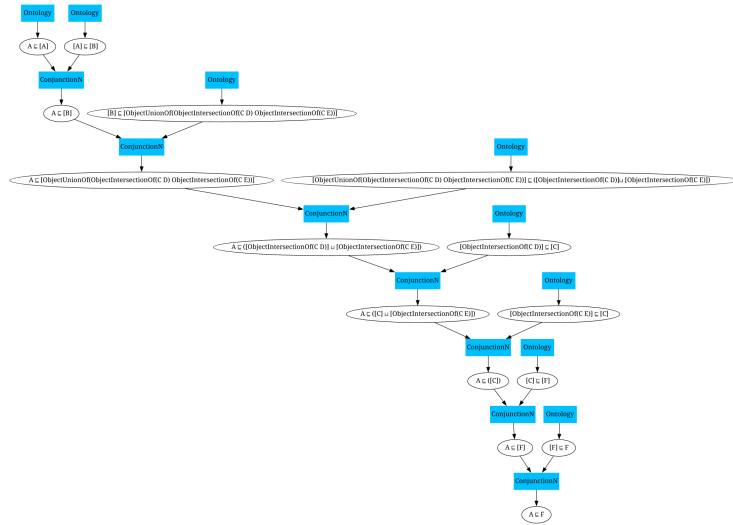 Ontology
Ontology
A ⊑ [A]
[A] ⊑ [B]
ConjunctionN
Ontology
A ⊑ [B]
[B] ⊑ [ObjectUnionOf(ObjectIntersectionOf(C D) ObjectIntersectionOf(C E))]
ConjunctionN
Ontology
A ⊑ [ObjectUnionOf(ObjectIntersectionOf(C D) ObjectIntersectionOf(C E))]
[ObjectUnionOf(ObjectIntersectionOf(C D) ObjectIntersectionOf(C E))] ⊑ ([ObjectIntersectionOf(C D)]⊔ [ObjectIntersectionOf(C E)])
ConjunctionN
Ontology
A ⊑ ([ObjectIntersectionOf(C D)] ⊔ [ObjectIntersectionOf(C E)])
[ObjectIntersectionOf(C D)] ⊑ [C]
ConjunctionN
Ontology
A ⊑ ([C] ⊔ [ObjectIntersectionOf(C E)])
[ObjectIntersectionOf(C E)] ⊑ [C]
ConjunctionN
Ontology
A ⊑ ([C])
[C] ⊑ [F]
ConjunctionN
Ontology
A ⊑ [F]
[F] ⊑ F
ConjunctionN
A ⊑ F